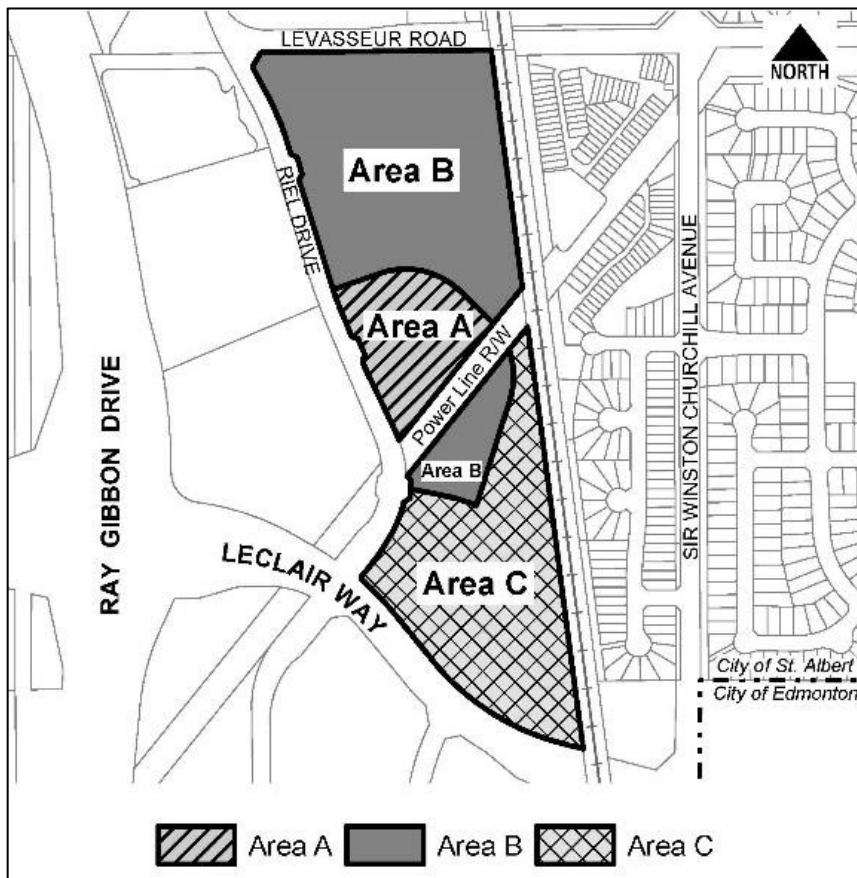 LEVASSEUR ROAD
NORTH
Area B
RIEL DRIVE
Area A
Power Line R/W
Area B
SIR WINSTON CHURCHILL AVENUE
RAY GIBBON DRIVE
LECLAIR WAY
Area C
City of St. Albert
City of Edmonton
Area A
Area B
Area C